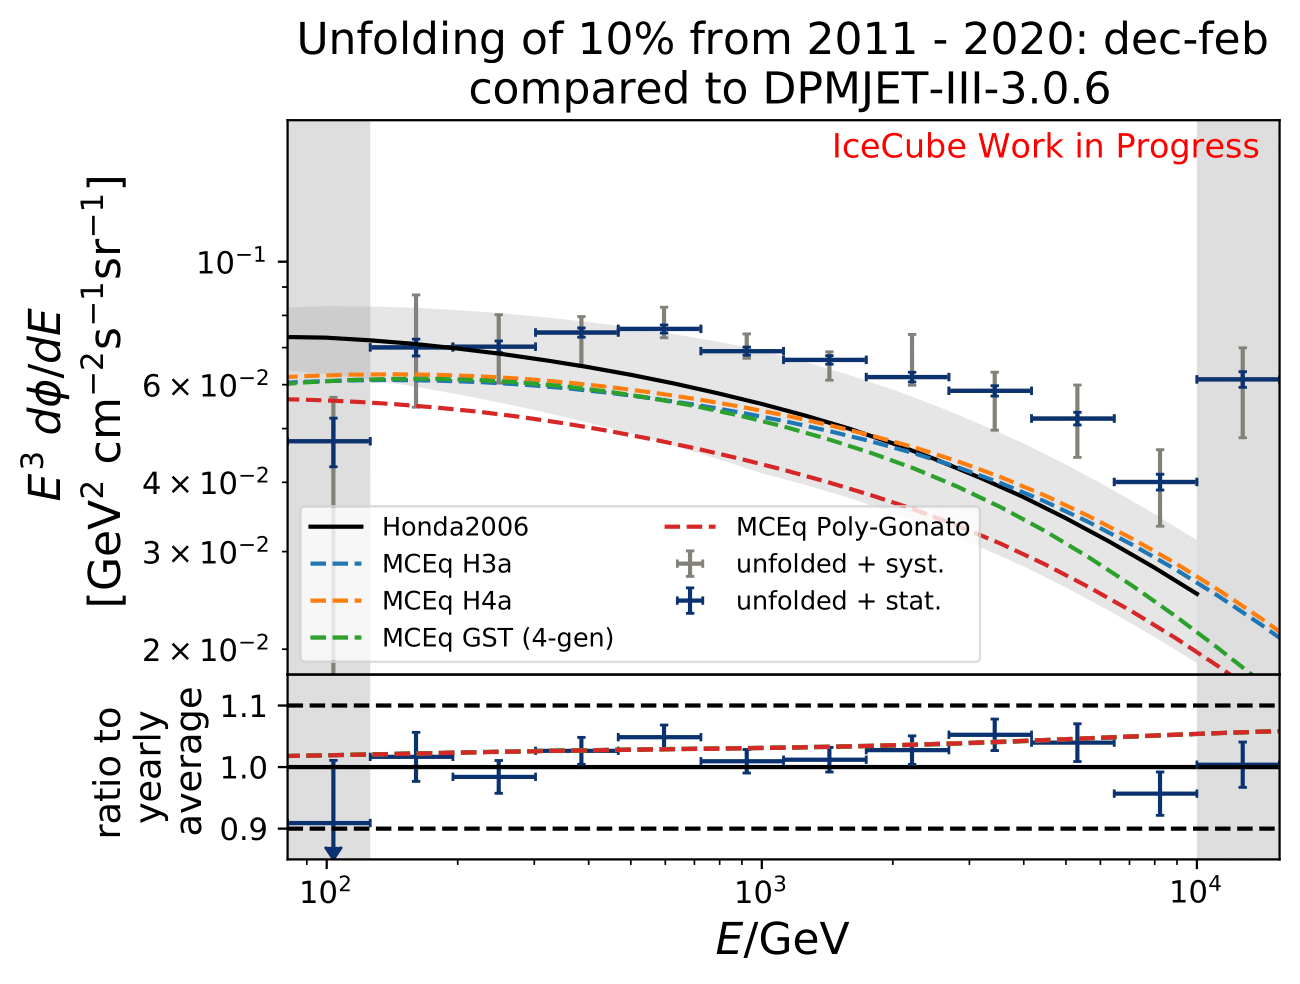 Unfolding of 10% from 2011 - 2020: dec-feb
compared to DPMJET-III-3.0.6
IceCube Work in Progress
E³ dϕ/dE
[GeV² cm⁻²s⁻¹sr⁻¹]
10⁻¹
6 × 10⁻²
4 × 10⁻²
3 × 10⁻²
2 × 10⁻²
Honda2006
MCEq H3a
MCEq H4a
MCEq GST (4-gen)
MCEq Poly-Gonato
unfolded + syst.
unfolded + stat.
ratio to
yearly
average
1.1
1.0
0.9
10²
10³
10⁴
E/GeV